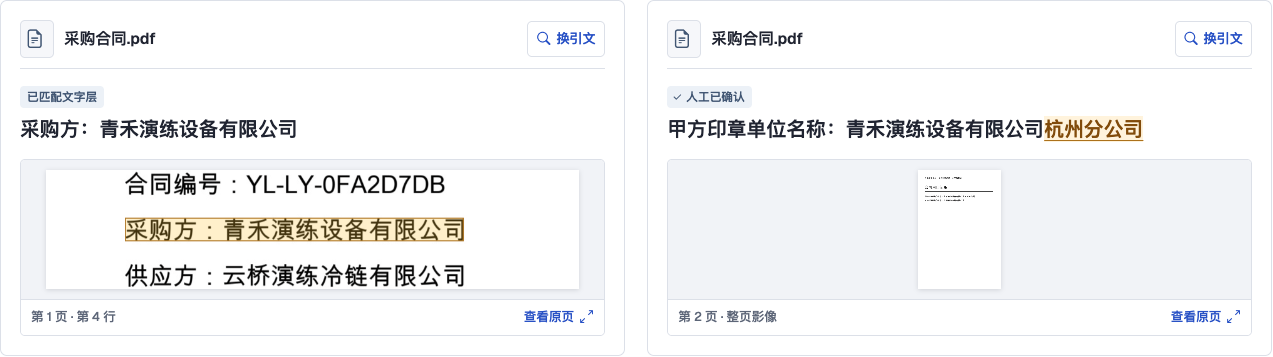 采购合同.pdf
换引文
已匹配文字层
采购方：青禾演练设备有限公司
合同编号：YL-LY-0FA2D7DB
采购方：青禾演练设备有限公司
供应方：云桥演练冷链有限公司
第 1 页 · 第 4 行
查看原页
采购合同.pdf
换引文
人工已确认
甲方印章单位名称：青禾演练设备有限公司杭州分公司
第 2 页 · 整页影像
查看原页